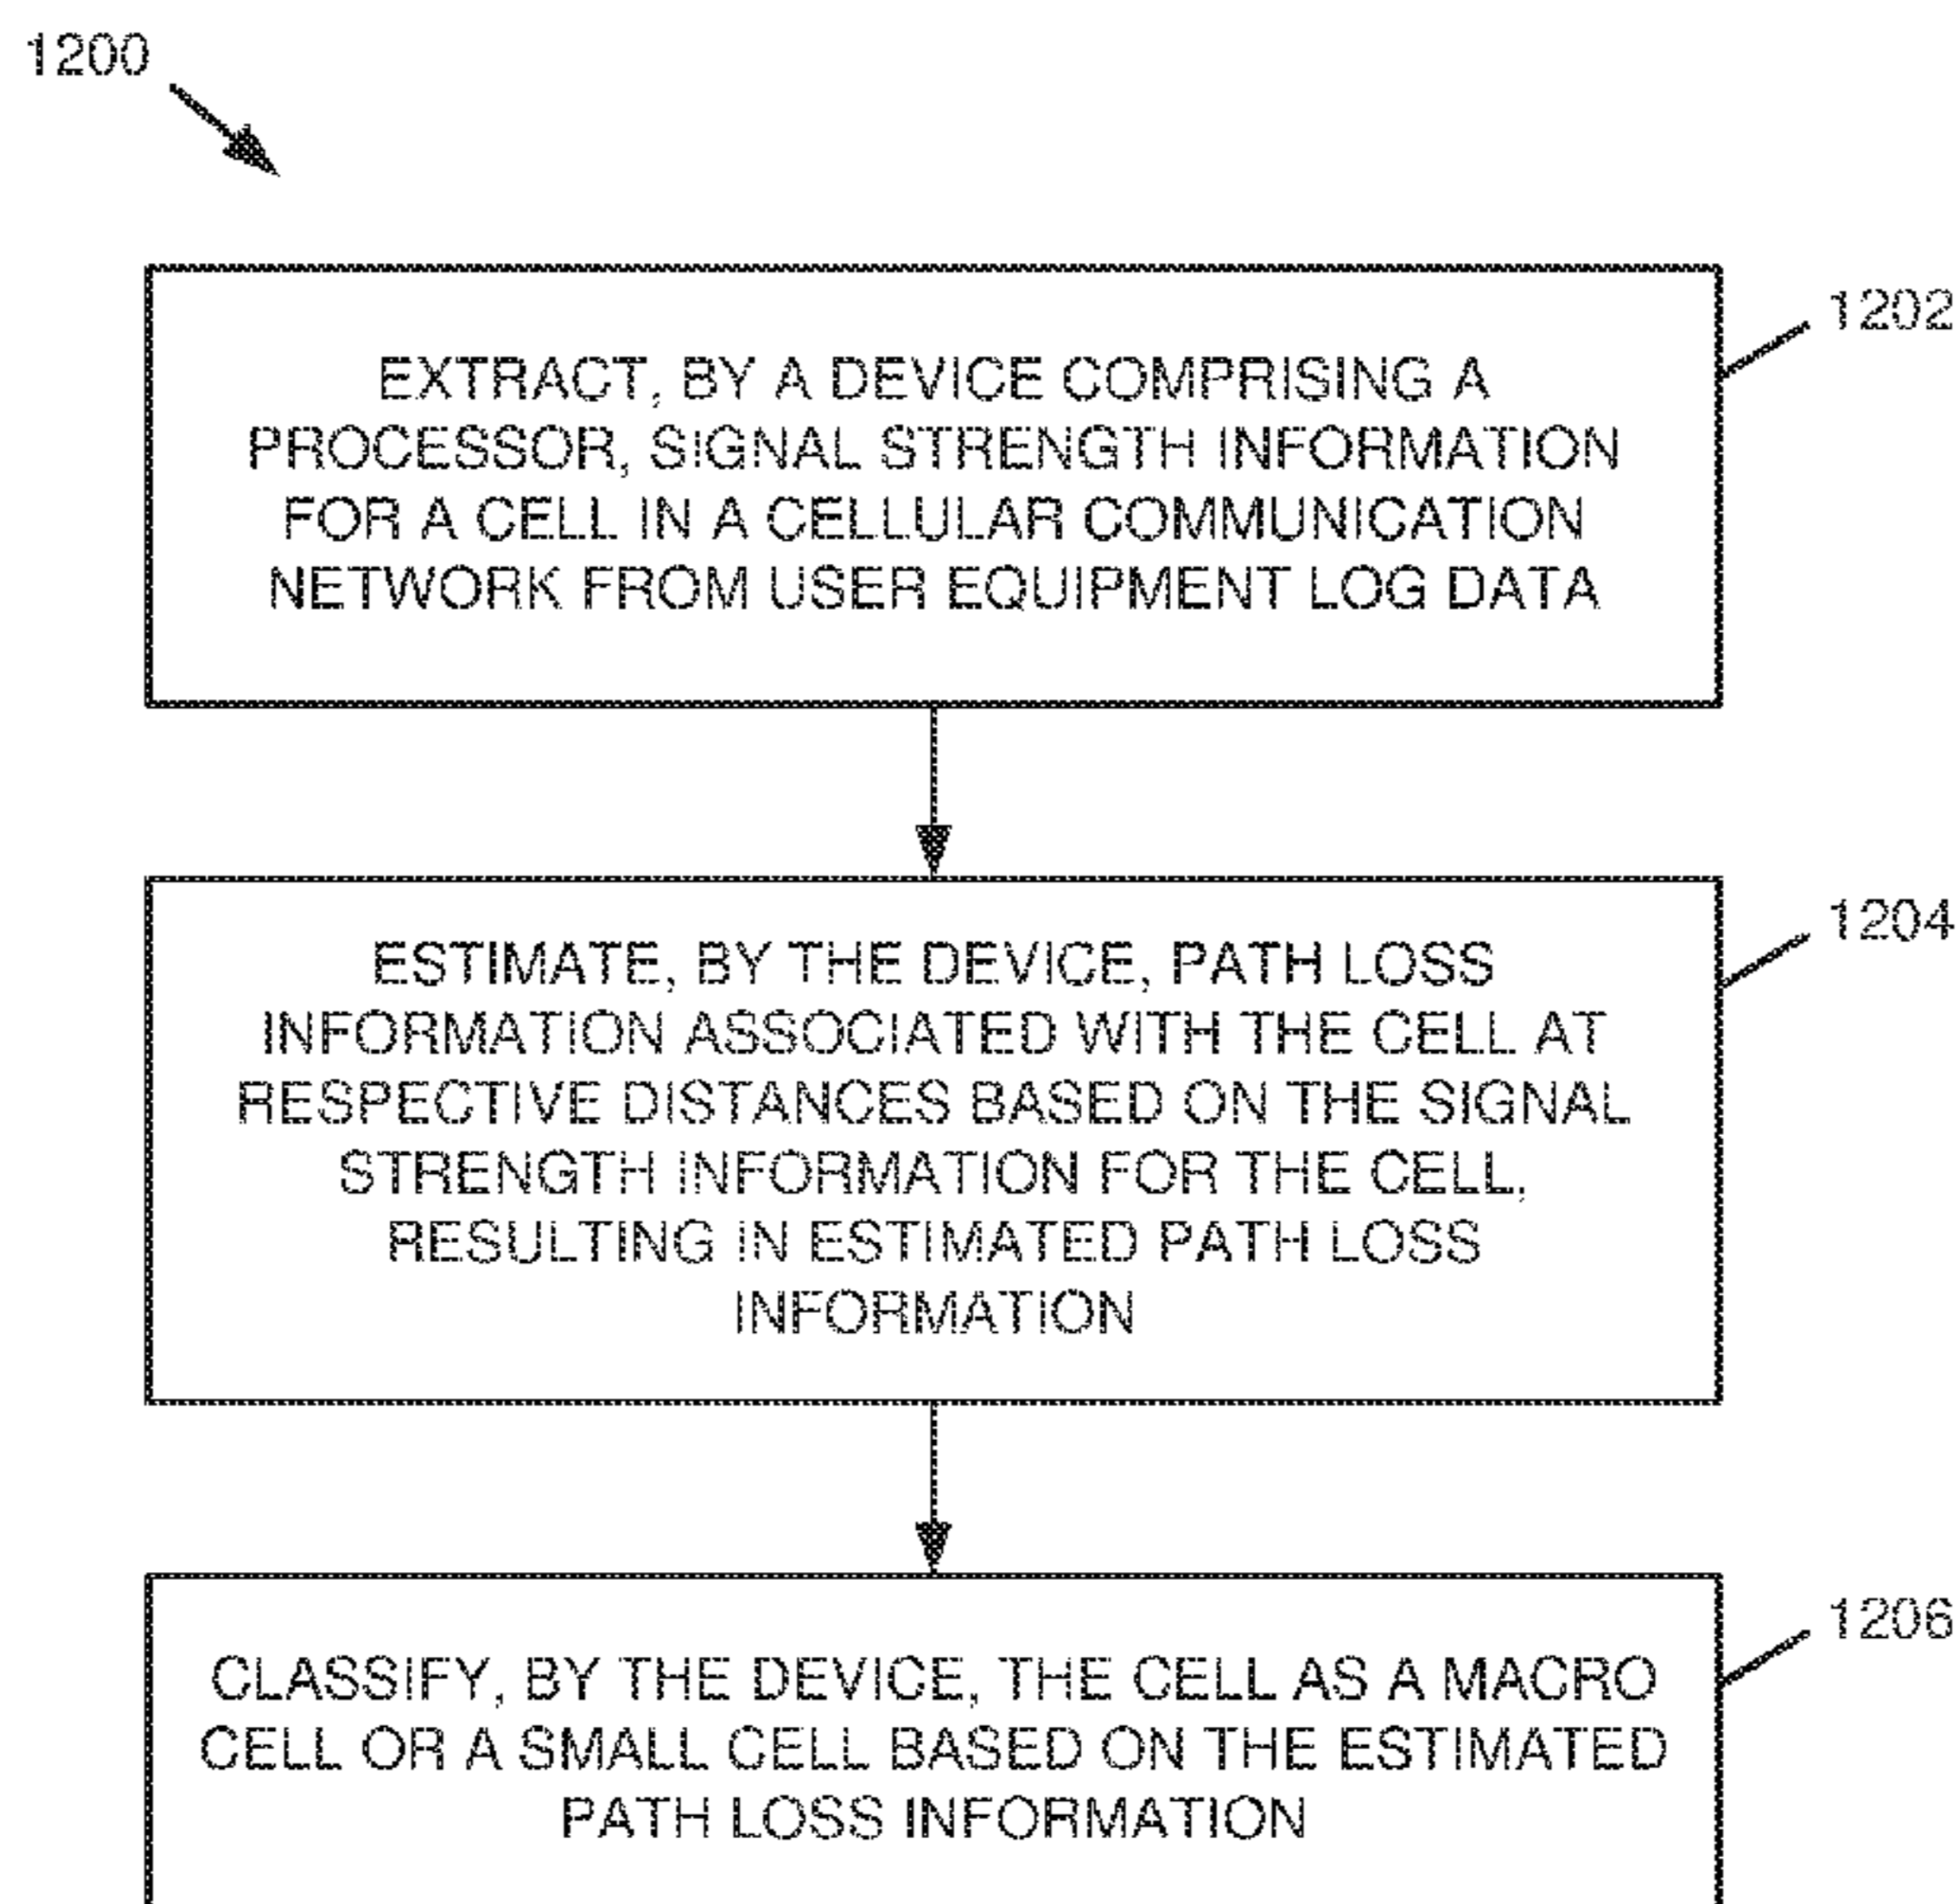 1200
EXTRACT, BY A DEVICE COMPRISING A
PROCESSOR, SIGNAL STRENGTH INFORMATION
FOR A CELL IN A CELLULAR COMMUNICATION
NETWORK FROM USER EQUIPMENT LOG DATA
1202
ESTIMATE, BY THE DEVICE, PATH LOSS
INFORMATION ASSOCIATED WITH THE CELL AT
RESPECTIVE DISTANCES BASED ON THE SIGNAL
STRENGTH INFORMATION FOR THE CELL,
RESULTING IN ESTIMATED PATH LOSS
INFORMATION
1204
CLASSIFY, BY THE DEVICE, THE CELL AS A MACRO
CELL OR A SMALL CELL BASED ON THE ESTIMATED
PATH LOSS INFORMATION
1206